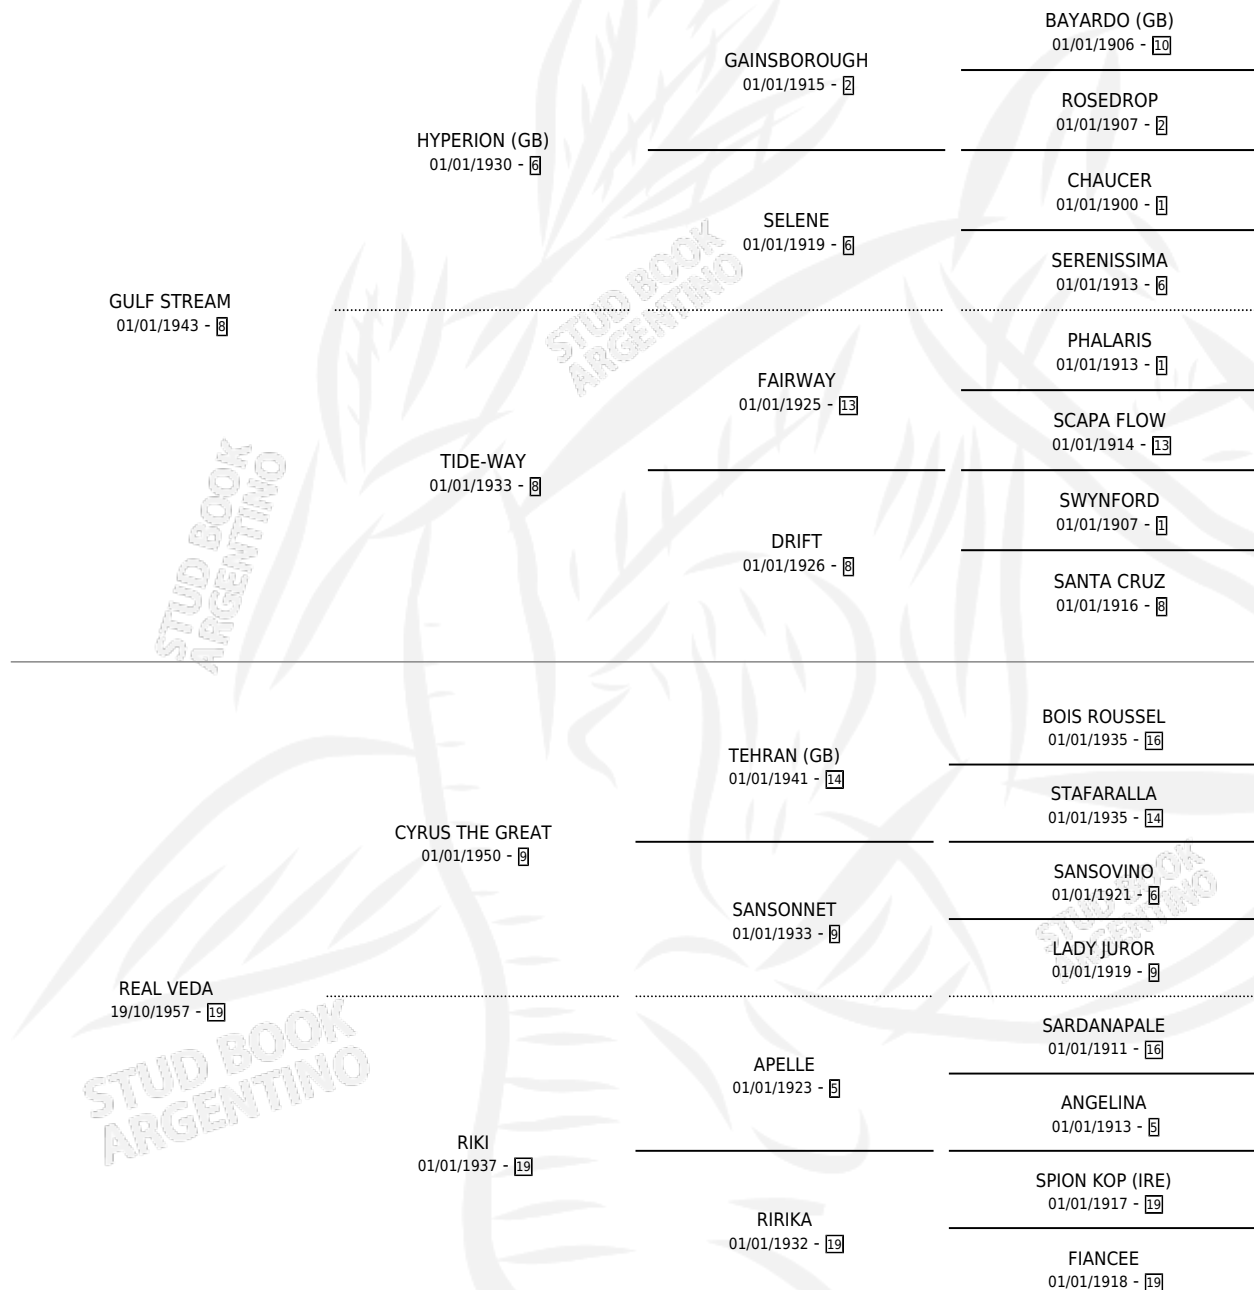 BAYARDO (GB)
01/01/1906 - 10
GAINSBOROUGH
01/01/1915 - 2
ROSEDROP
01/01/1907 - 2
HYPERION (GB)
01/01/1930 - 6
CHAUCER
01/01/1900 - 1
SELENE
01/01/1919 - 6
SERENISSIMA
01/01/1913 - 6
GULF STREAM
01/01/1943 - 8
PHALARIS
01/01/1913 - 1
FAIRWAY
01/01/1925 - 13
SCAPA FLOW
01/01/1914 - 13
TIDE-WAY
01/01/1933 - 8
SWYNFORD
01/01/1907 - 1
DRIFT
01/01/1926 - 8
SANTA CRUZ
01/01/1916 - 8
BOIS ROUSSEL
01/01/1935 - 16
TEHRAN (GB)
01/01/1941 - 14
STAFARALLA
01/01/1935 - 14
CYRUS THE GREAT
01/01/1950 - 9
SANSOVINO
01/01/1921 - 6
SANSONNET
01/01/1933 - 9
LADY JUROR
01/01/1919 - 9
REAL VEDA
19/10/1957 - 19
SARDANAPALE
01/01/1911 - 16
APELLE
01/01/1923 - 5
ANGELINA
01/01/1913 - 5
RIKI
01/01/1937 - 19
SPION KOP (IRE)
01/01/1917 - 19
RIRIKA
01/01/1932 - 19
FIANCEE
01/01/1918 - 19
STUD BOOK
ARGENTINO
STUD BOOK
ARGENTINO
STUD BOOK
ARGENTINO
STUD BOOK
ARGENTINO